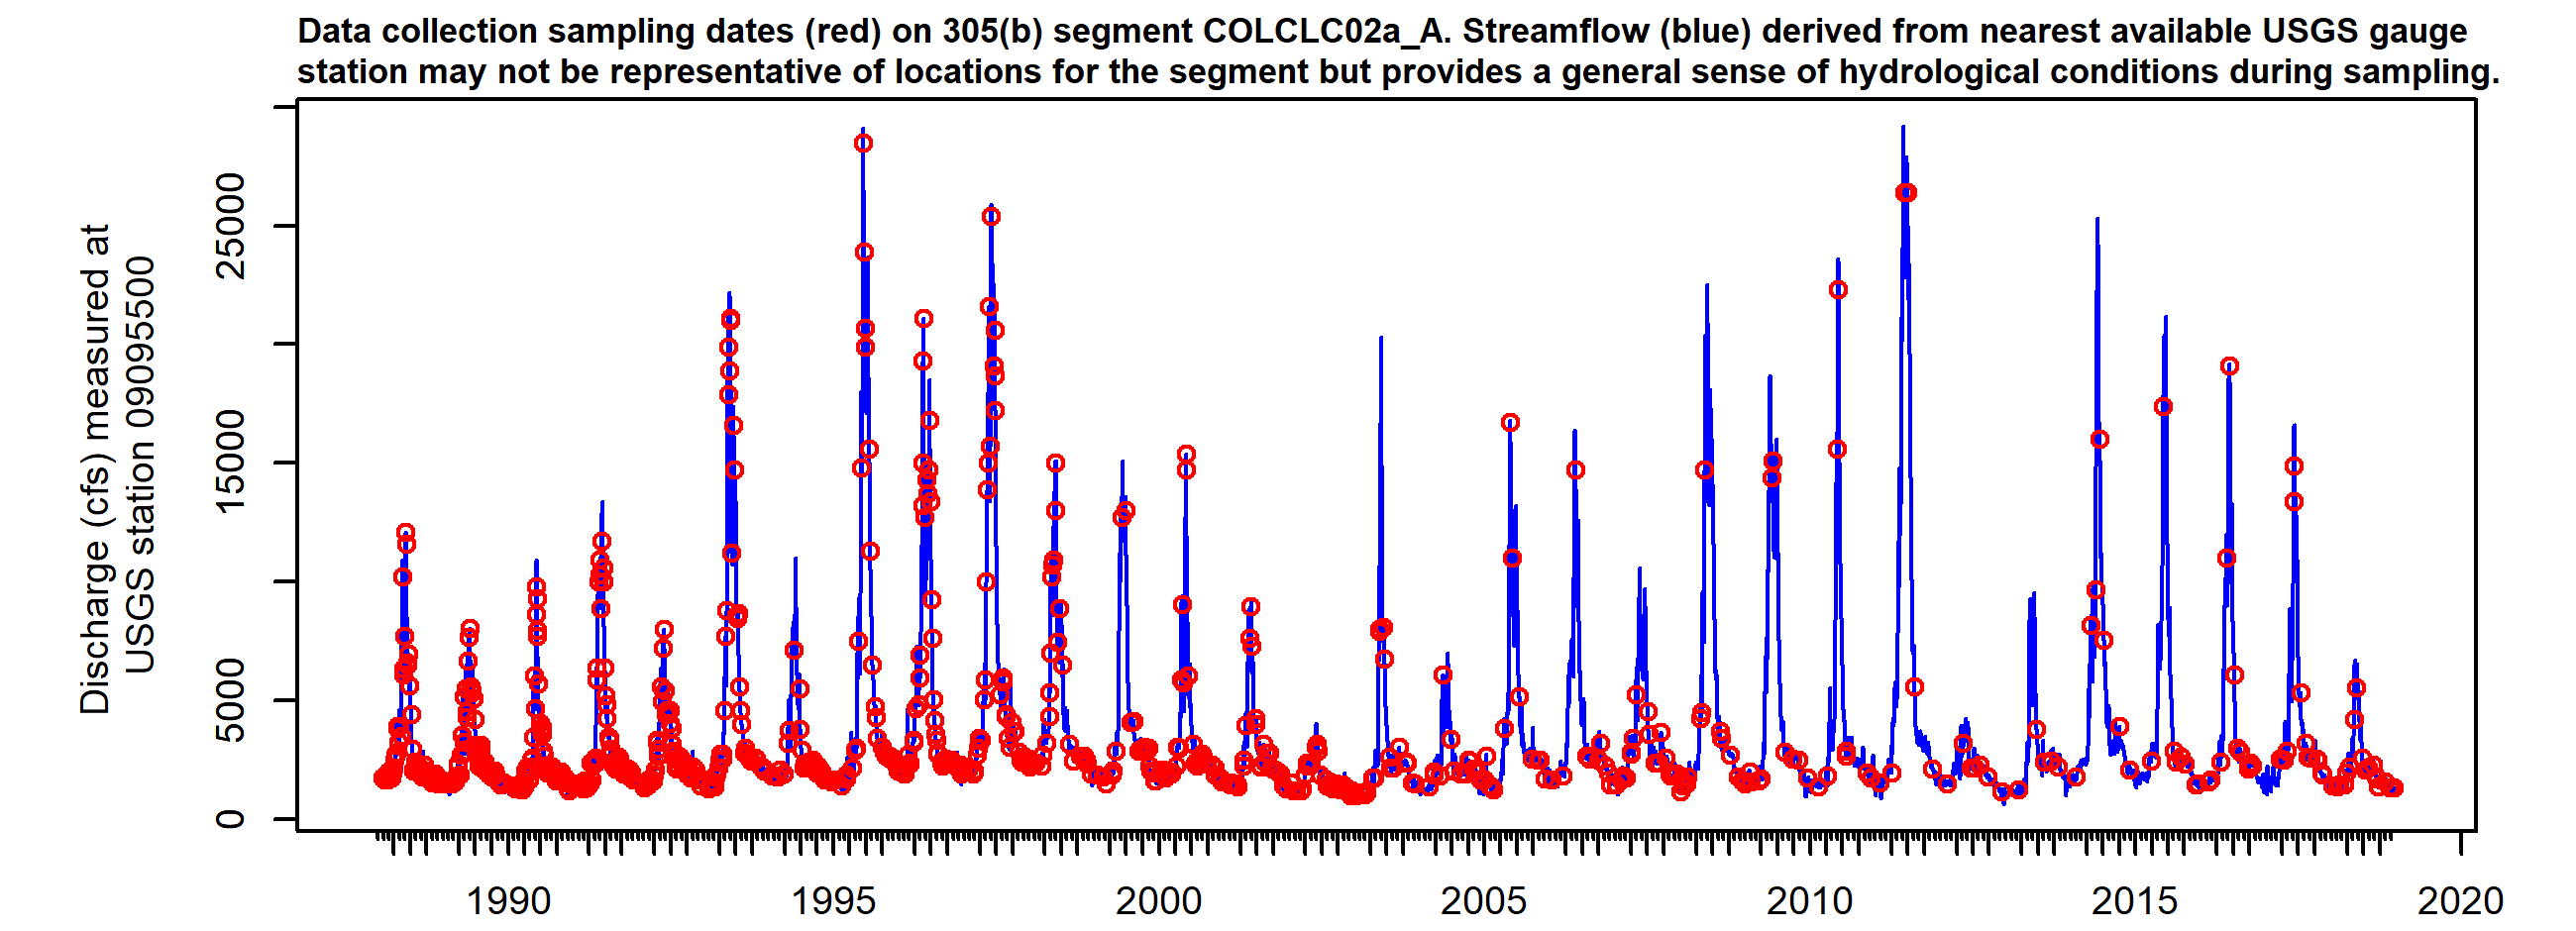 Data collection sampling dates (red) on 305(b) segment COLCLC02a_A. Streamflow (blue) derived from nearest available USGS gauge
station may not be representative of locations for the segment but provides a general sense of hydrological conditions during sampling.
Discharge (cfs) measured at
USGS station 09095500
25000
15000
5000
0
1990 1995 2000 2005 2010 2015 2020